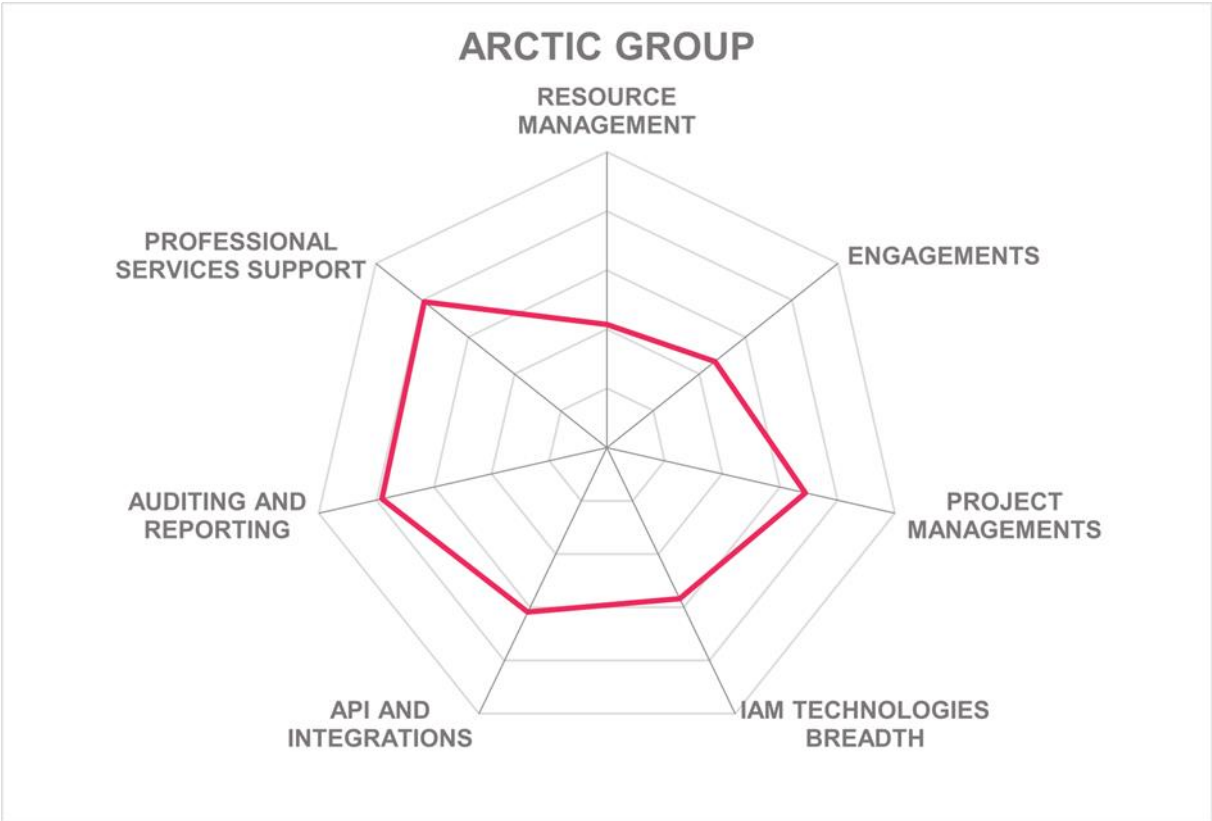 ARCTIC GROUP
RESOURCE
MANAGEMENT
PROFESSIONAL
SERVICES SUPPORT
ENGAGEMENTS
AUDITING AND
REPORTING
PROJECT
MANAGEMENTS
API AND
INTEGRATIONS
IAM TECHNOLOGIES
BREADTH